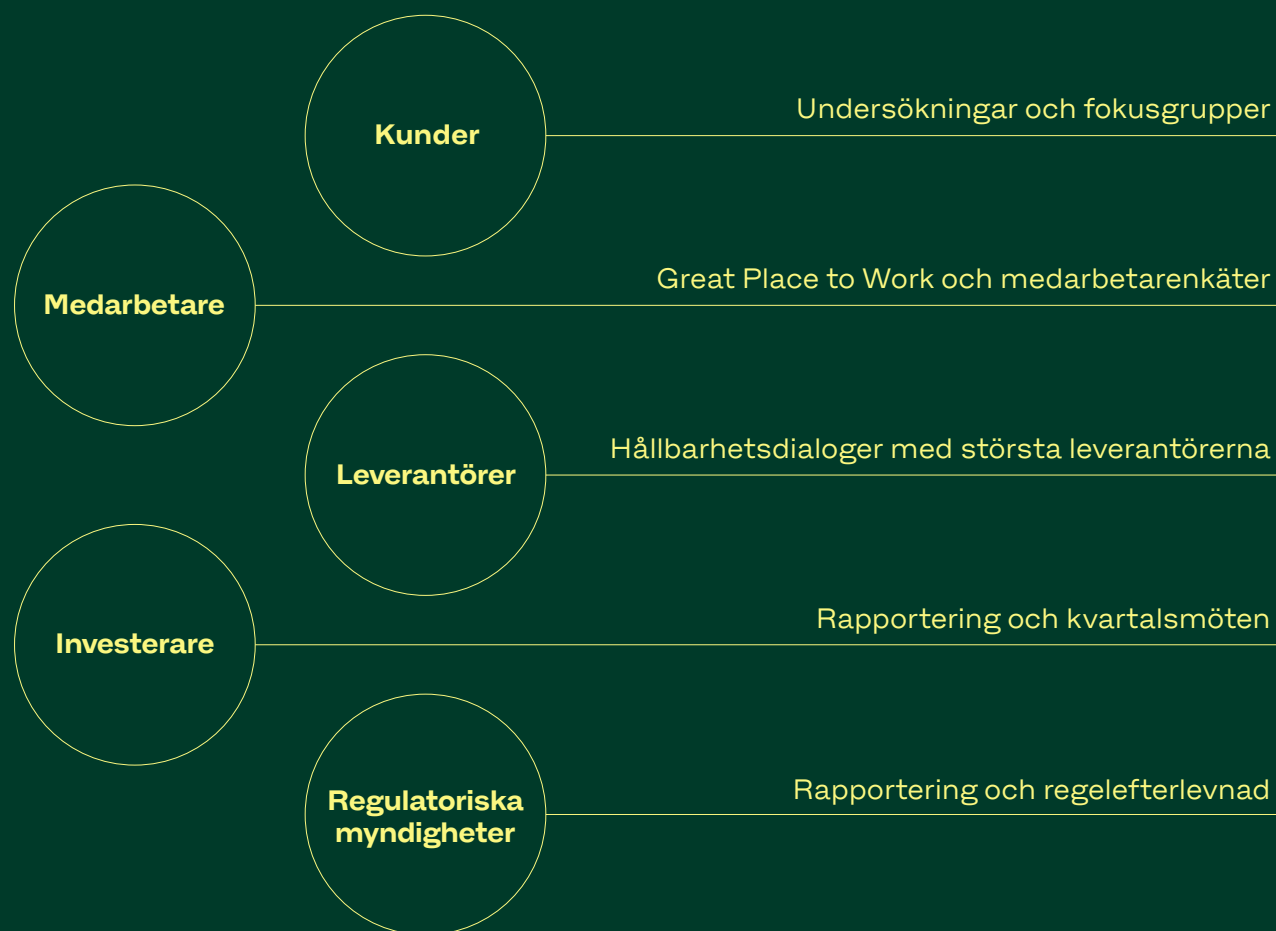 Kunder
Undersökningar och fokusgrupper
Medarbetare
Great Place to Work och medarbetarenkäter
Leverantörer
Hållbarhetsdialoger med största leverantörerna
Investerare
Rapportering och kvartalsmöten
Regulatoriska
myndigheter
Rapportering och regelefterlevnad